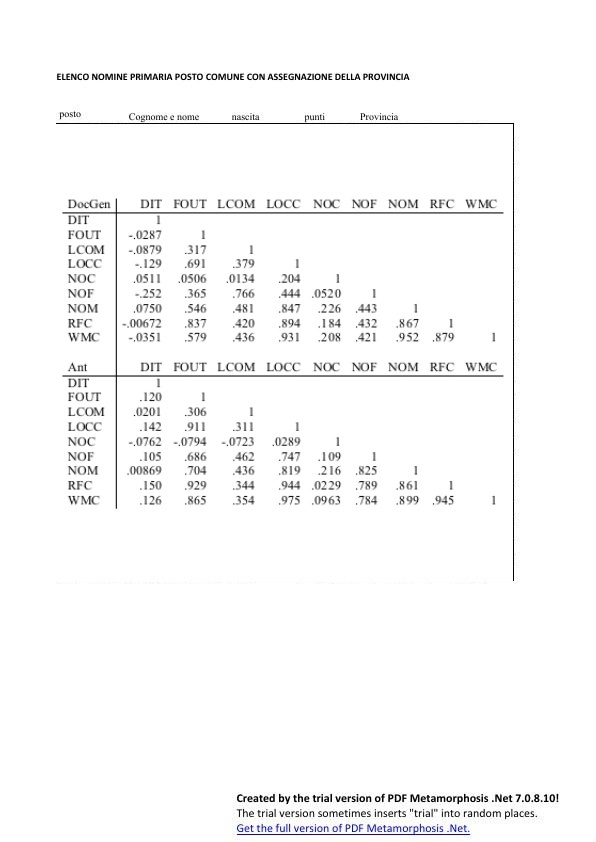 ELENCO NOMINE PRIMARIA POSTO COMUNE CON ASSEGNAZIONE DELLA PROVINCIA
posto Cognome e nome nascita punti Provincia
DocGen DIT FOUT LCOM LOCC NOC NOF NOM RFC WMC
DIT 1
FOUT -.0287 1
LCOM -.0879 .317 1
LOCC -.129 .691 .379 1
NOC .0511 .0506 .0134 .204 1
NOF -.252 .365 .766 .444 .0520 1
NOM .0750 .546 .481 .847 .226 .443 1
RFC -.00672 .837 .420 .894 .184 .432 .867 1
WMC -.0351 .579 .436 .931 .208 .421 .952 .879 1
Ant DIT FOUT LCOM LOCC NOC NOF NOM RFC WMC
DIT 1
FOUT .120 1
LCOM .0201 .306 1
LOCC .142 .911 .311 1
NOC -.0762 -.0794 -.0723 .0289 1
NOF .105 .686 .462 .747 .109 1
NOM .00869 .704 .436 .819 .216 .825 1
RFC .150 .929 .344 .944 .0229 .789 .861 1
WMC .126 .865 .354 .975 .0963 .784 .899 .945 1
Created by the trial version of PDF Metamorphosis .Net 7.0.8.10!
The trial version sometimes inserts "trial" into random places.
Get the full version of PDF Metamorphosis .Net.